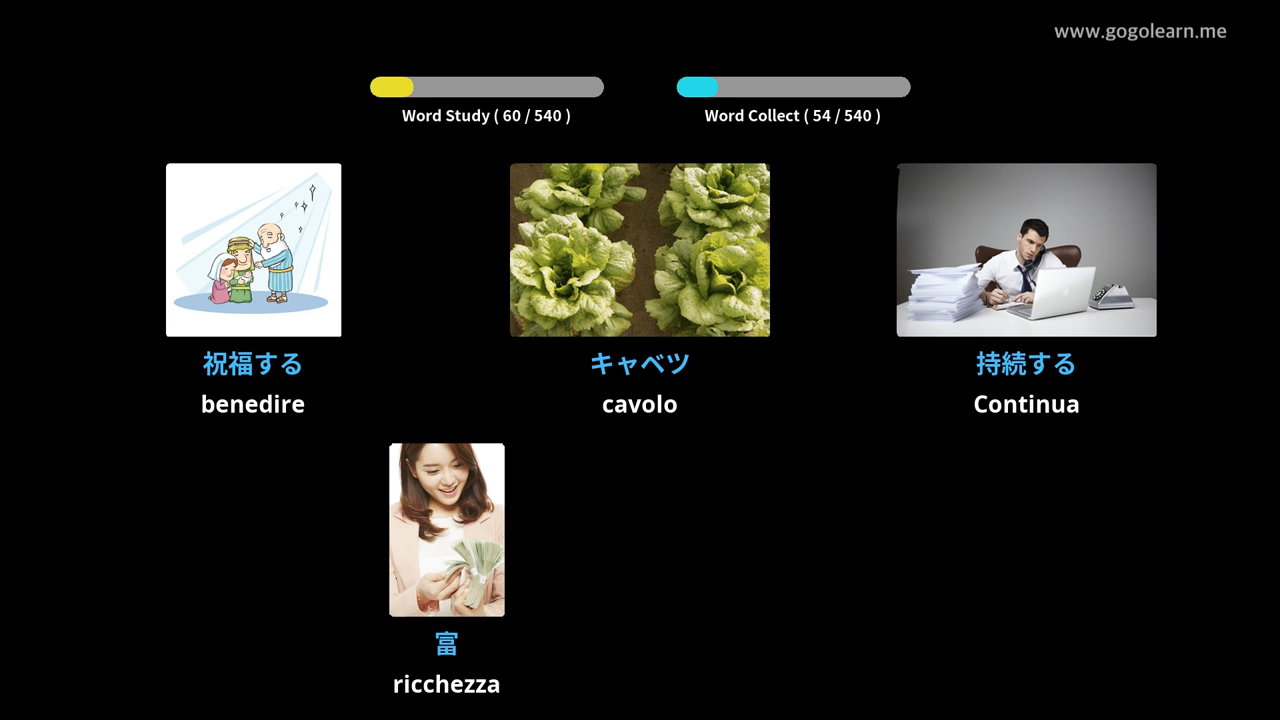 www.gogolearn.me
Word Study ( 60 / 540 )
Word Collect ( 54 / 540 )
祝福する
benedire
キャベツ
cavolo
持続する
Continua
富
ricchezza